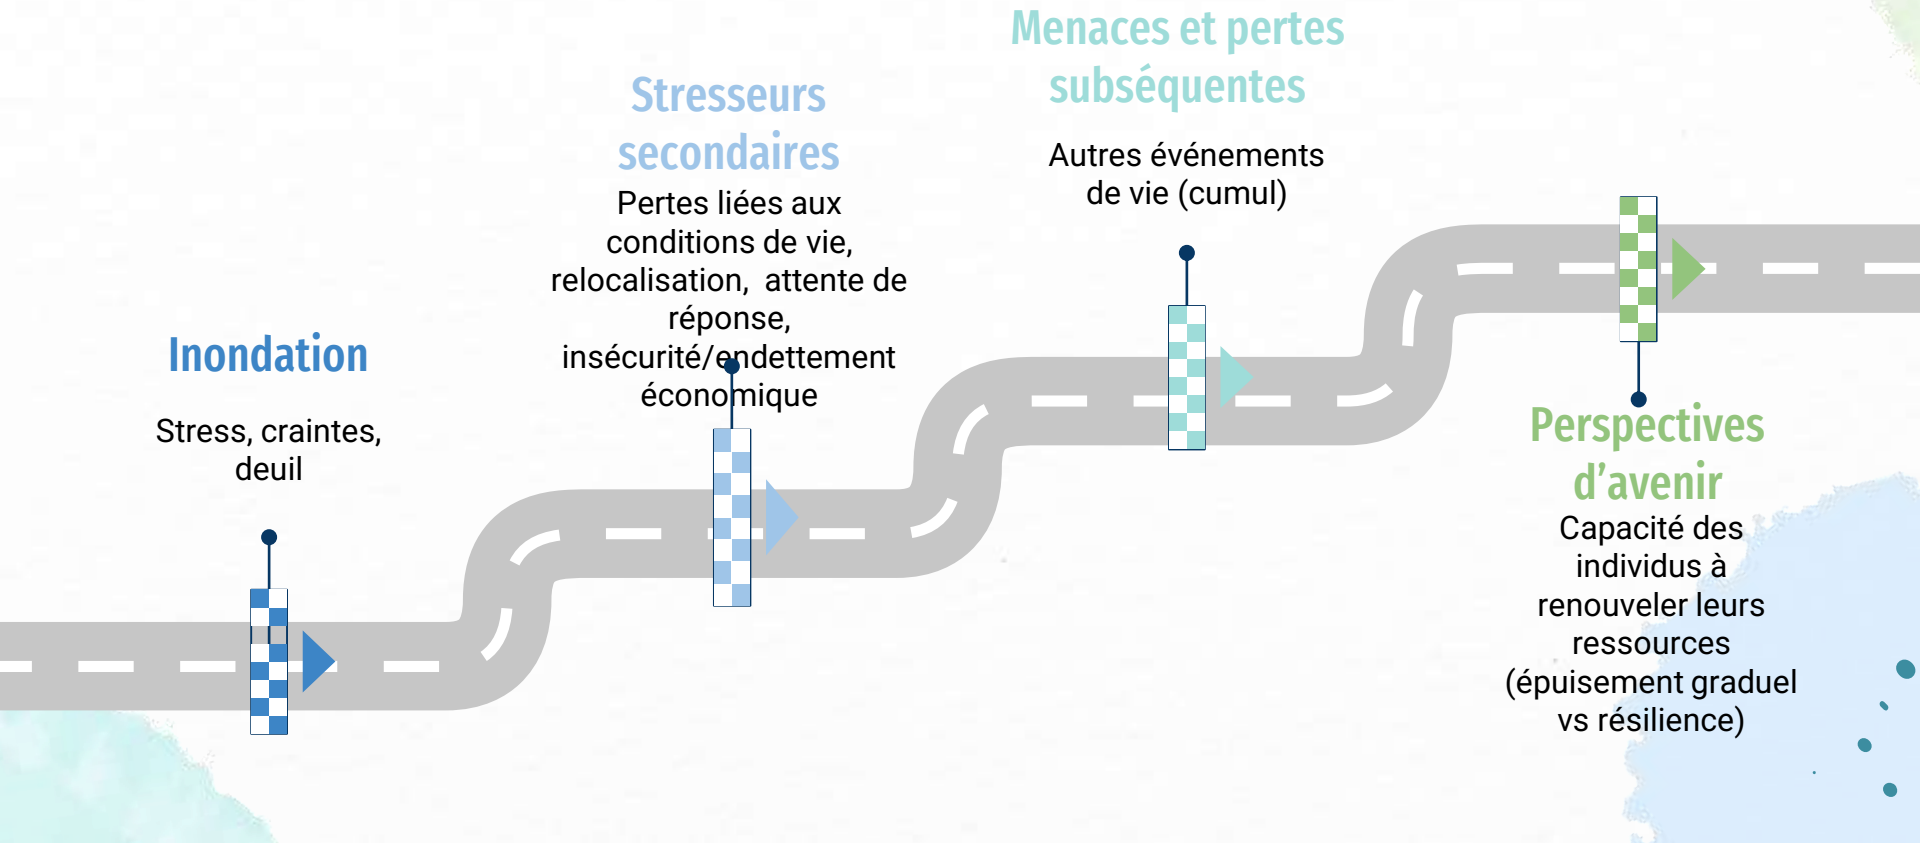 Inondation
Stress, craintes,
deuil
Stresseurs
secondaires
Pertes liées aux
conditions de vie,
relocalisation,  attente de
réponse,
insécurité/endettement
économique
Menaces et pertes
subséquentes
Autres événements
de vie (cumul)
Perspectives
d’avenir
Capacité des
individus à
renouveler leurs
ressources
(épuisement graduel
vs résilience)